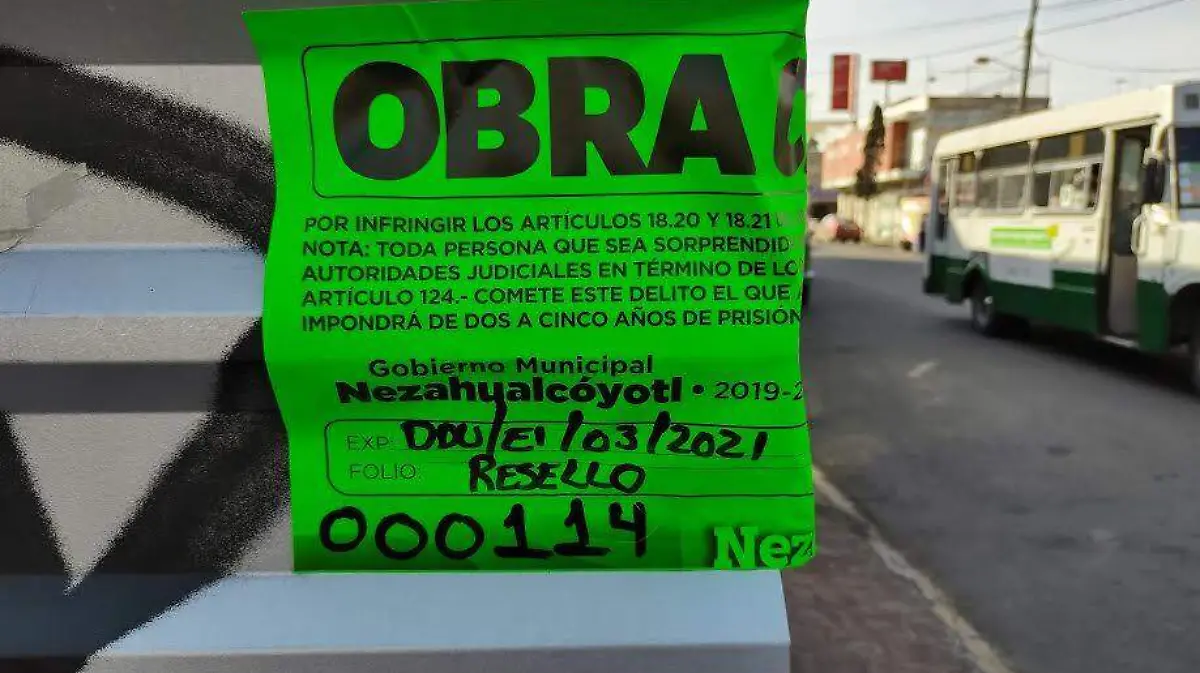 OBRA
POR INFRINGIR LOS ARTÍCULOS 18.20 Y 18.21
NOTA: TODA PERSONA QUE SEA SORPRENDID
AUTORIDADES JUDICIALES EN TÉRMINO DE LO
ARTÍCULO 124.- COMETE ESTE DELITO EL QUE
IMPONDRÁ DE DOS A CINCO AÑOS DE PRISIÓN
Gobierno Municipal
Nezahualcóyotl • 2019-2
EXP: DDU/E1/03/2021
FOLIO: RESELLO
000114
Nez